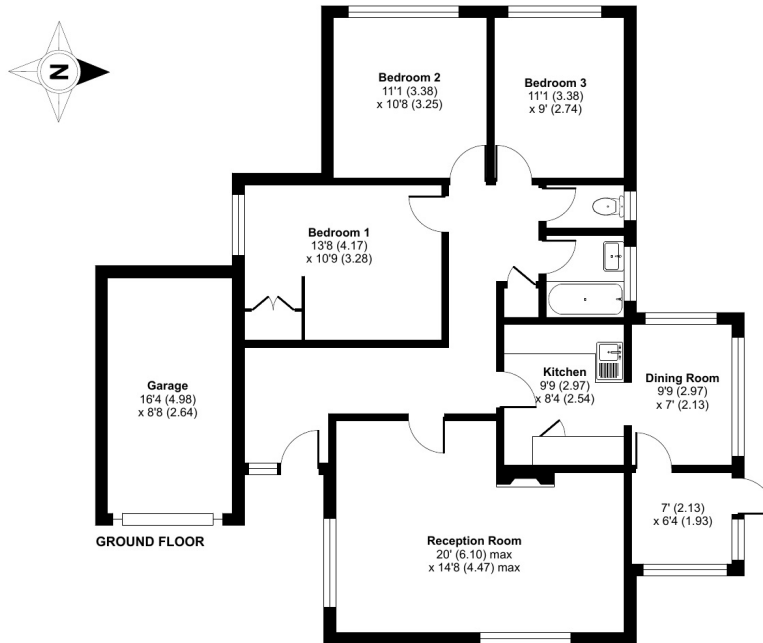 N
Bedroom 2
11'1 (3.38)
x 10'8 (3.25)
Bedroom 3
11'1 (3.38)
x 9' (2.74)
Bedroom 1
13'8 (4.17)
x 10'9 (3.28)
Garage
16'4 (4.98)
x 8'8 (2.64)
Kitchen
9'9 (2.97)
x 8'4 (2.54)
Dining Room
9'9 (2.97)
x 7' (2.13)
7' (2.13)
x 6'4 (1.93)
Reception Room
20' (6.10) max
x 14'8 (4.47) max
GROUND FLOOR